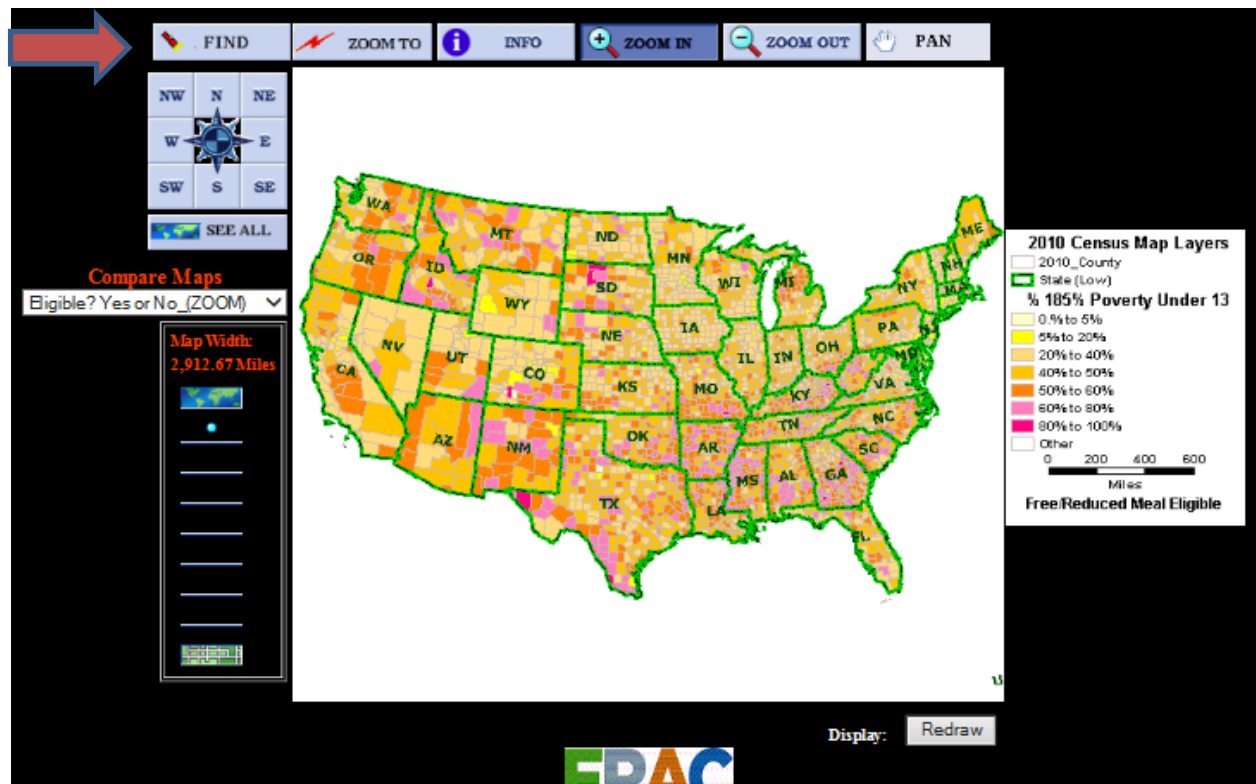 FIND ZOOM TO INFO ZOOM IN ZOOM OUT PAN
NW N NE
W E
SW S SE
SEE ALL
Compare Maps
Eligible? Yes or No_(ZOOM)
Map Width:
2,912.67 Miles
WA
MT
ND
MN
ME
OR
ID
SD
WI
MI
NY
NH
MA
WY
NE
IA
PA
NV
UT
CO
IL
IN
OH
MD
CA
KS
MO
KY
VA
AZ
NM
OK
AR
TN
NC
SC
TX
LA
MS
AL
GA
FL
2010 Census Map Layers
2010_County
State (Low)
% 185% Poverty Under 13
0.% to 5%
5% to 20%
20% to 40%
40% to 50%
50% to 60%
60% to 80%
80% to 100%
Other
0 200 400 600
Miles
Free/Reduced Meal Eligible
Display: Redraw
FRAC